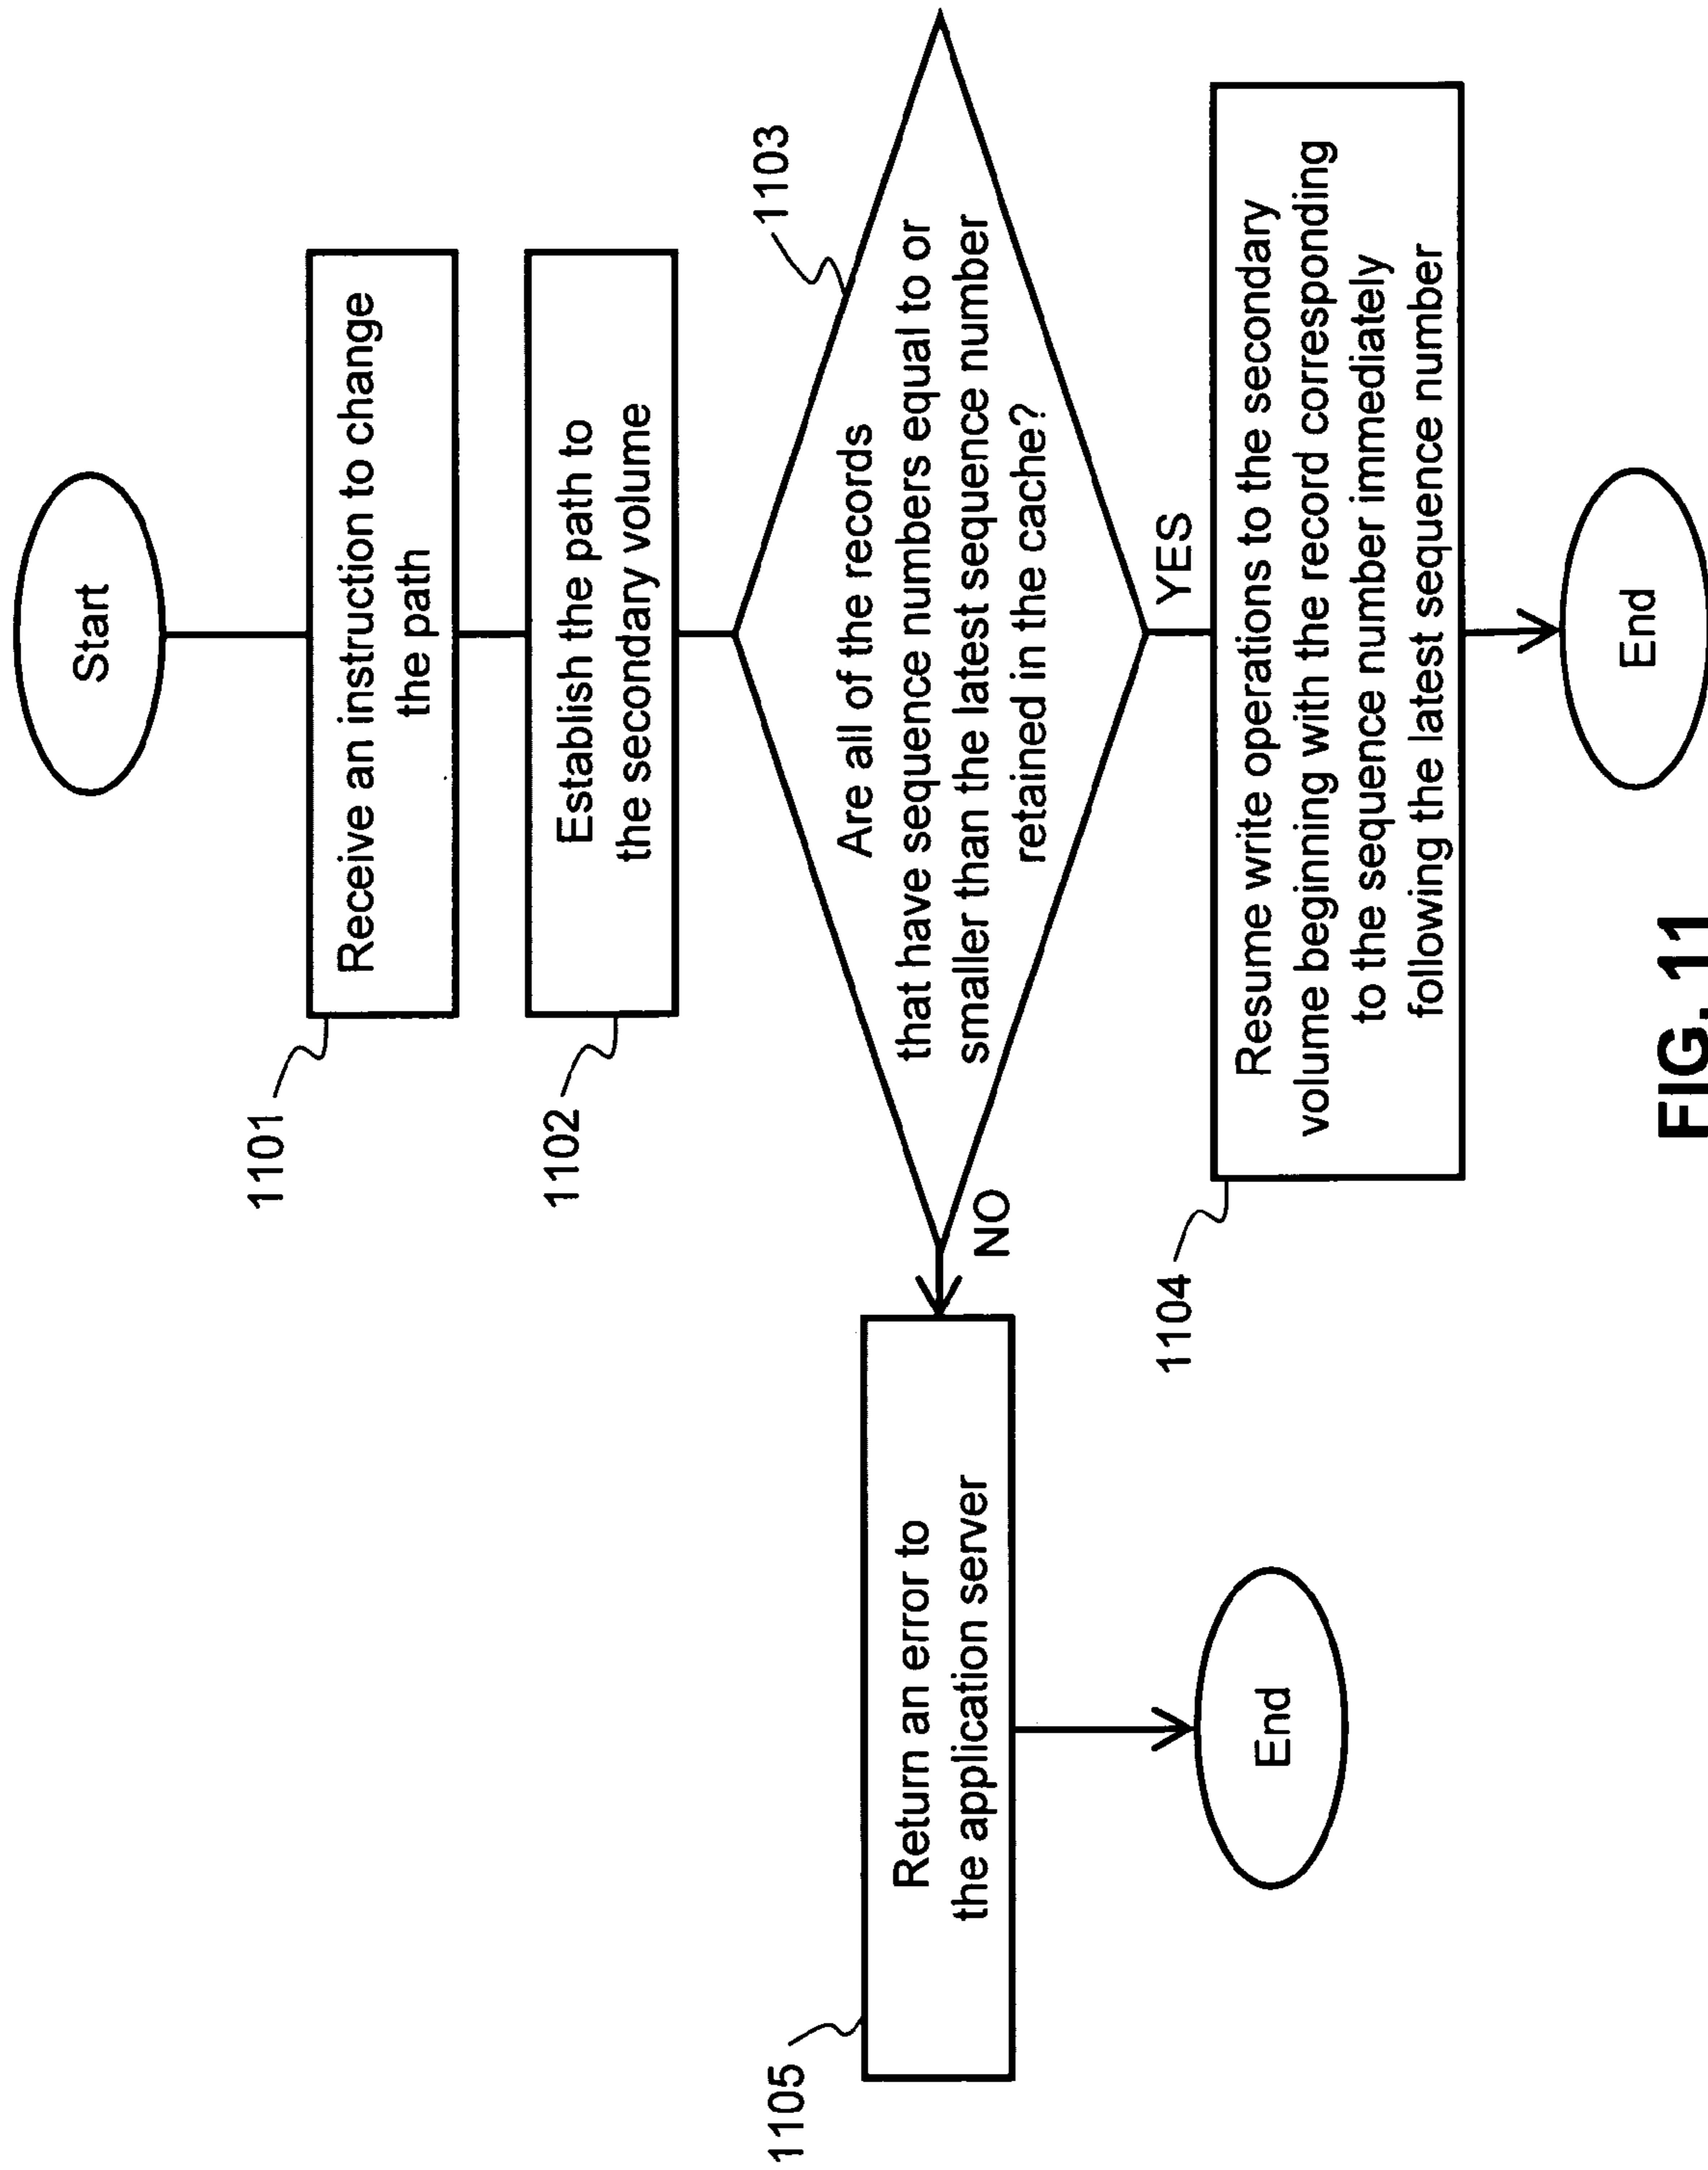 Start
1101
Receive an instruction to change
the path
1102
Establish the path to
the secondary volume
1103
Are all of the records
that have sequence numbers equal to or
smaller than the latest sequence number
retained in the cache?
NO
YES
1105
Return an error to
the application server
End
1104
Resume write operations to the secondary
volume beginning with the record corresponding
to the sequence number immediately
following the latest sequence number
End
FIG. 11